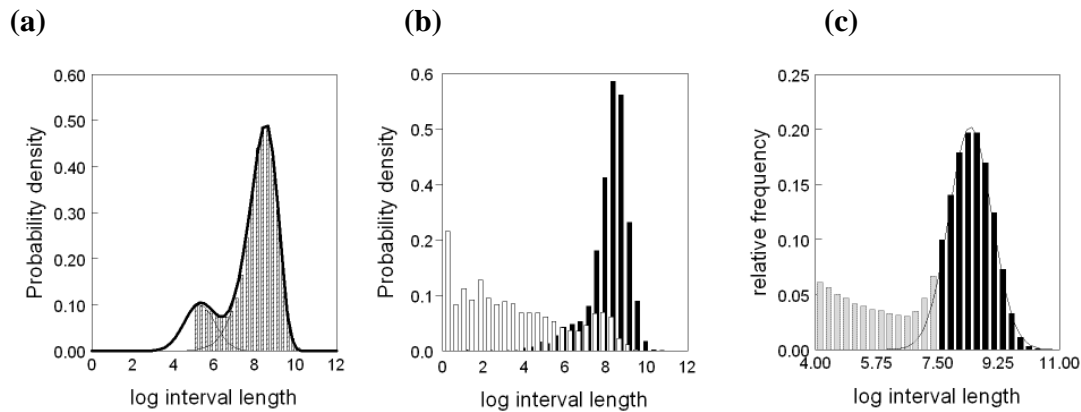 (a) (b) (c)
Probability density
0.60
0.50
0.40
0.30
0.20
0.10
0.00
0 2 4 6 8 10 12
log interval length
Probability density
0.6
0.5
0.4
0.2
0.1
0.0
0 2 4 6 8 10 12
log interval length
relative frequency
0.25
0.20
0.15
0.10
0.05
0.00
4.00 5.75 7.50 9.25 11.00
log interval length